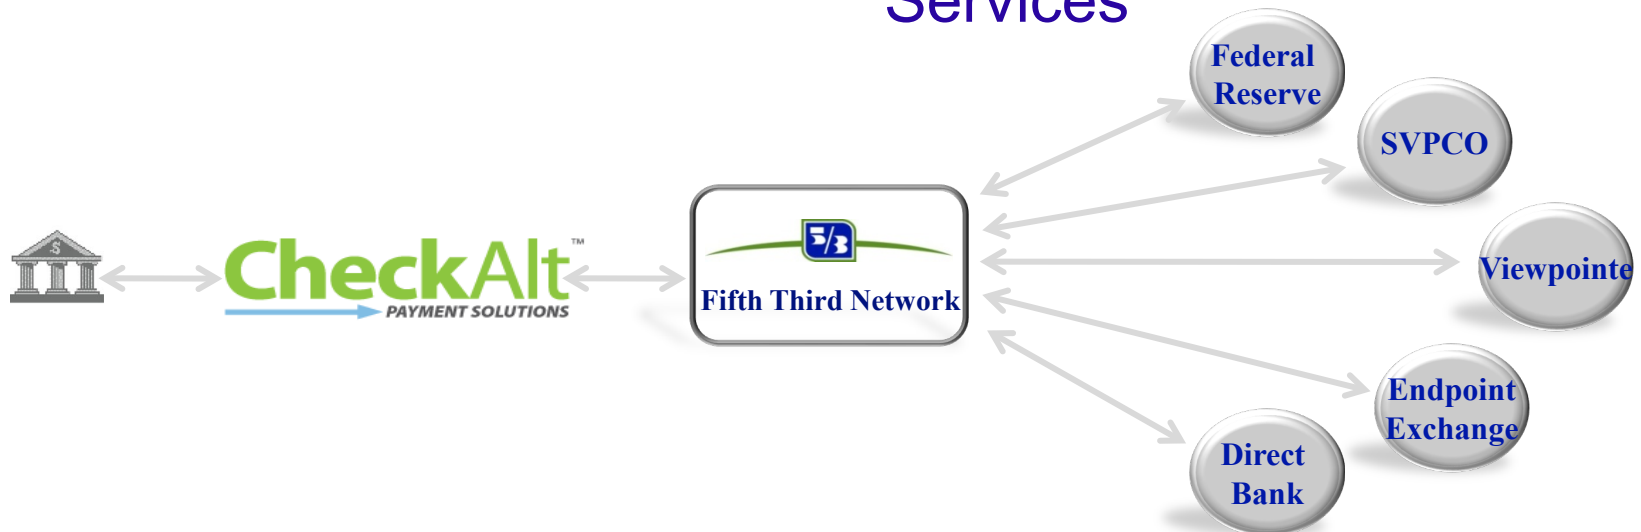 Services
Federal
Reserve
SVPCO
CheckAlt™
PAYMENT SOLUTIONS
5/3
Fifth Third Network
Viewpointe
Endpoint
Exchange
Direct
Bank
$